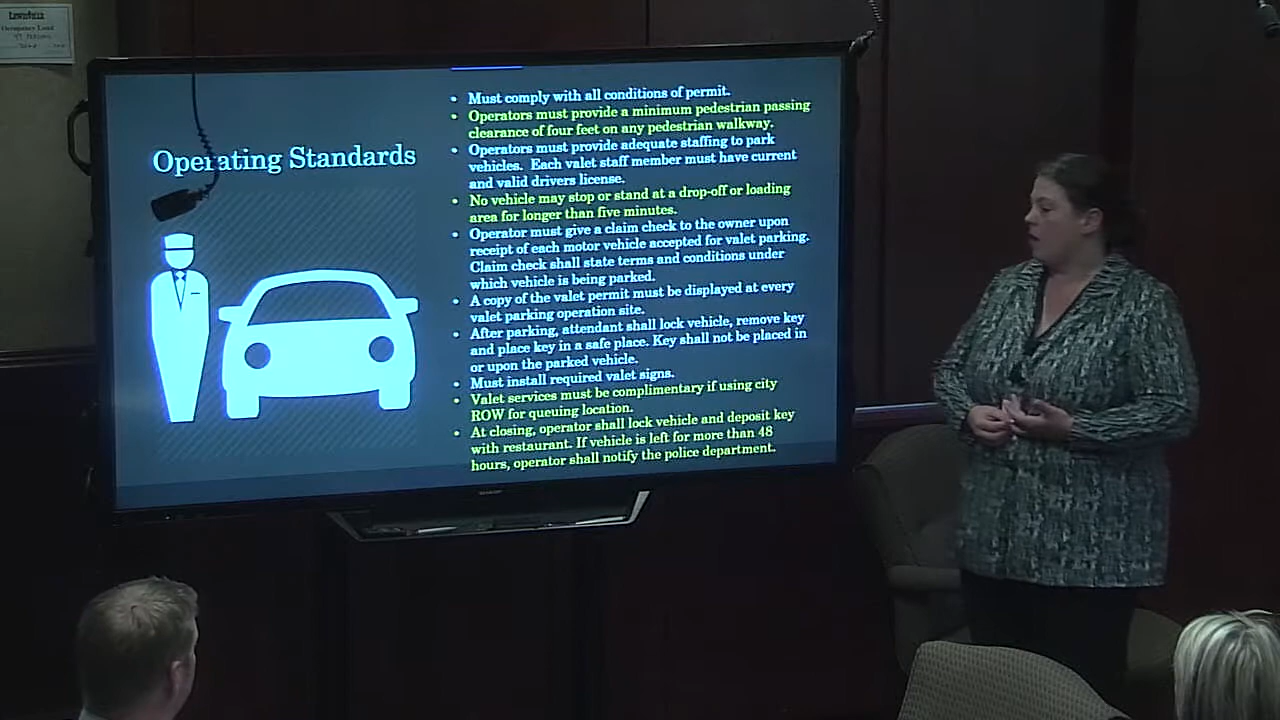 Lewisville
Occupancy Load
Operating Standards
• Must comply with all conditions of permit.
• Operators must provide a minimum pedestrian passing
clearance of four feet on any pedestrian walkway.
• Operators must provide adequate staffing to park
vehicles. Each valet staff member must have current
and valid drivers license.
• No vehicle may stop or stand at a drop-off or loading
area for longer than five minutes.
• Operator must give a claim check to the owner upon
receipt of each motor vehicle accepted for valet parking.
Claim check shall state terms and conditions under
which vehicle is being parked.
• A copy of the valet permit must be displayed at every
valet parking operation site.
• After parking, attendant shall lock vehicle, remove key
and place key in a safe place. Key shall not be placed in
or upon the parked vehicle.
• Must install required valet signs.
• Valet services must be complimentary if using city
ROW for queuing location.
• At closing, operator shall lock vehicle and deposit key
with restaurant. If vehicle is left for more than 48
hours, operator shall notify the police department.
SHARP